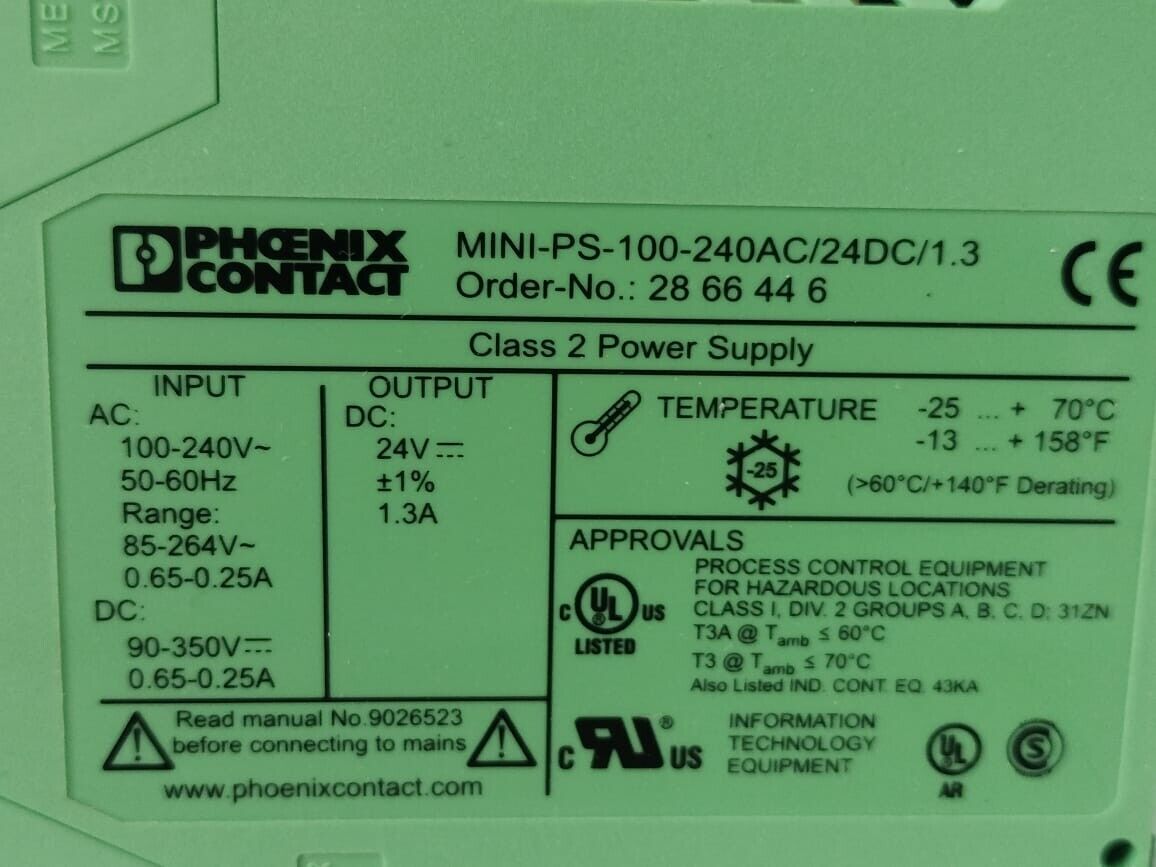 ME
MS
PHŒNIX
CONTACT
MINI-PS-100-240AC/24DC/1.3
Order-No.: 28 66 44 6
CE
Class 2 Power Supply
INPUT
AC:
100-240V~
50-60Hz
Range:
85-264V~
0.65-0.25A
DC:
90-350V⎓
0.65-0.25A
OUTPUT
DC:
24V⎓
±1%
1.3A
TEMPERATURE -25 ... + 70°C
-13 ... + 158°F
-25
(>60°C/+140°F Derating)
APPROVALS
C UL ® US
LISTED
PROCESS CONTROL EQUIPMENT
FOR HAZARDOUS LOCATIONS
CLASS I, DIV. 2 GROUPS A, B, C, D: 31ZN
T3A @ Tamb ≤ 60°C
T3 @ Tamb ≤ 70°C
Also Listed IND. CONT. EQ. 43KA
Read manual No.9026523
before connecting to mains
www.phoenixcontact.com
C RU ® US
INFORMATION
TECHNOLOGY
EQUIPMENT
UL
AR
S